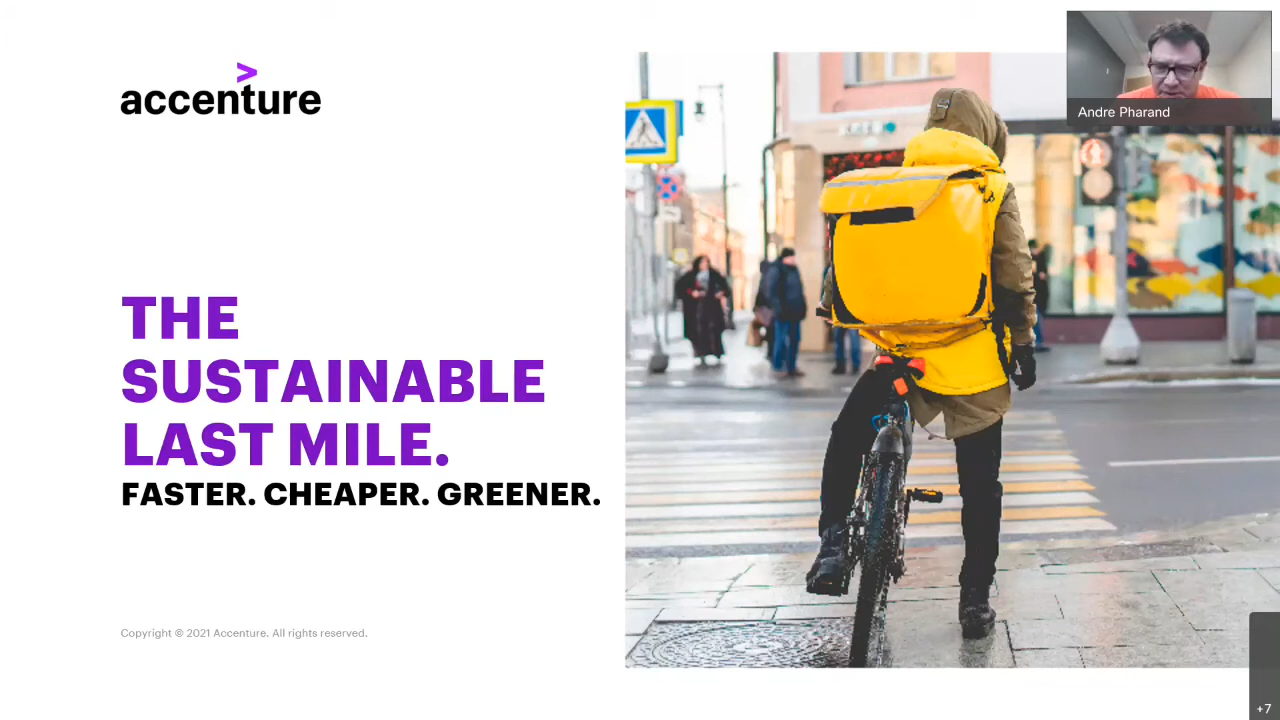 accenture
THE
SUSTAINABLE
LAST MILE.
FASTER. CHEAPER. GREENER.
Copyright © 2021 Accenture. All rights reserved.
Andre Pharand
+7